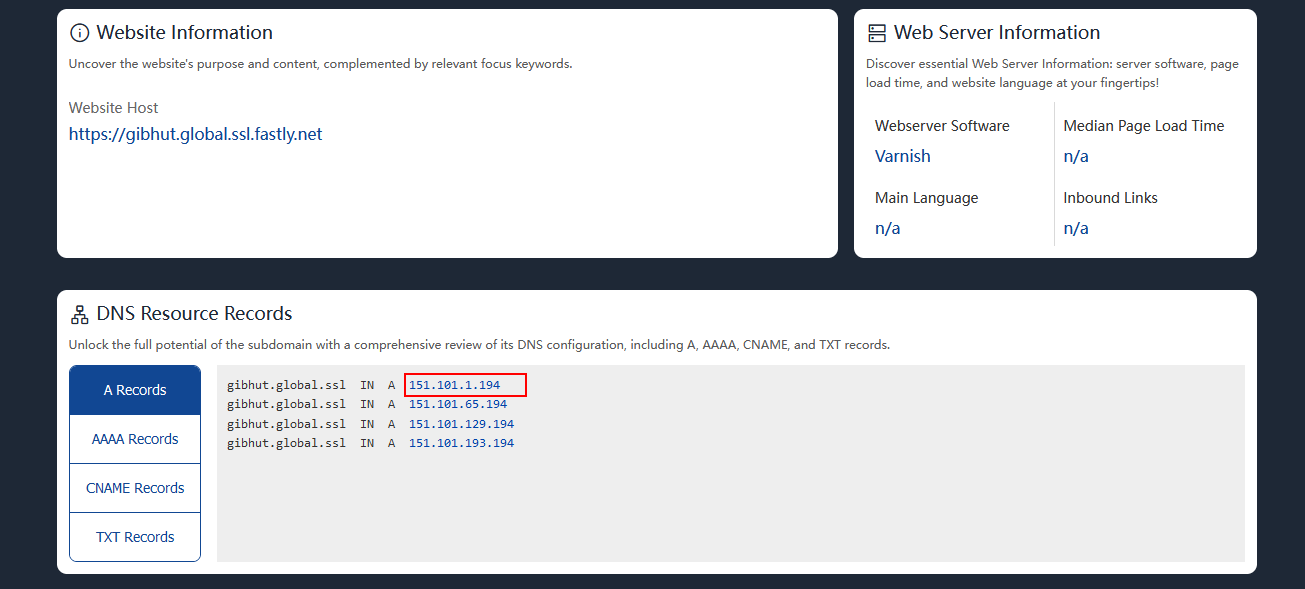 Website Information
Uncover the website's purpose and content, complemented by relevant focus keywords.
Website Host
https://gibhut.global.ssl.fastly.net
Web Server Information
Discover essential Web Server Information: server software, page
load time, and website language at your fingertips!
Webserver Software
Varnish
Median Page Load Time
n/a
Main Language
n/a
Inbound Links
n/a
DNS Resource Records
Unlock the full potential of the subdomain with a comprehensive review of its DNS configuration, including A, AAAA, CNAME, and TXT records.
A Records
AAAA Records
CNAME Records
TXT Records
gibhut.global.ssl IN A 151.101.1.194
gibhut.global.ssl IN A 151.101.65.194
gibhut.global.ssl IN A 151.101.129.194
gibhut.global.ssl IN A 151.101.193.194